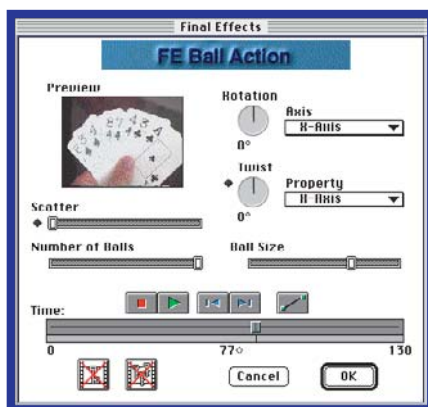 Final Effects
FE Ball Action
Preview
Rotation
Axis
X-Axis
0°
Twist
Property
X-Axis
0°
Scatter
Number of Balls
Ball Size
Time:
0
77
130
Cancel
OK